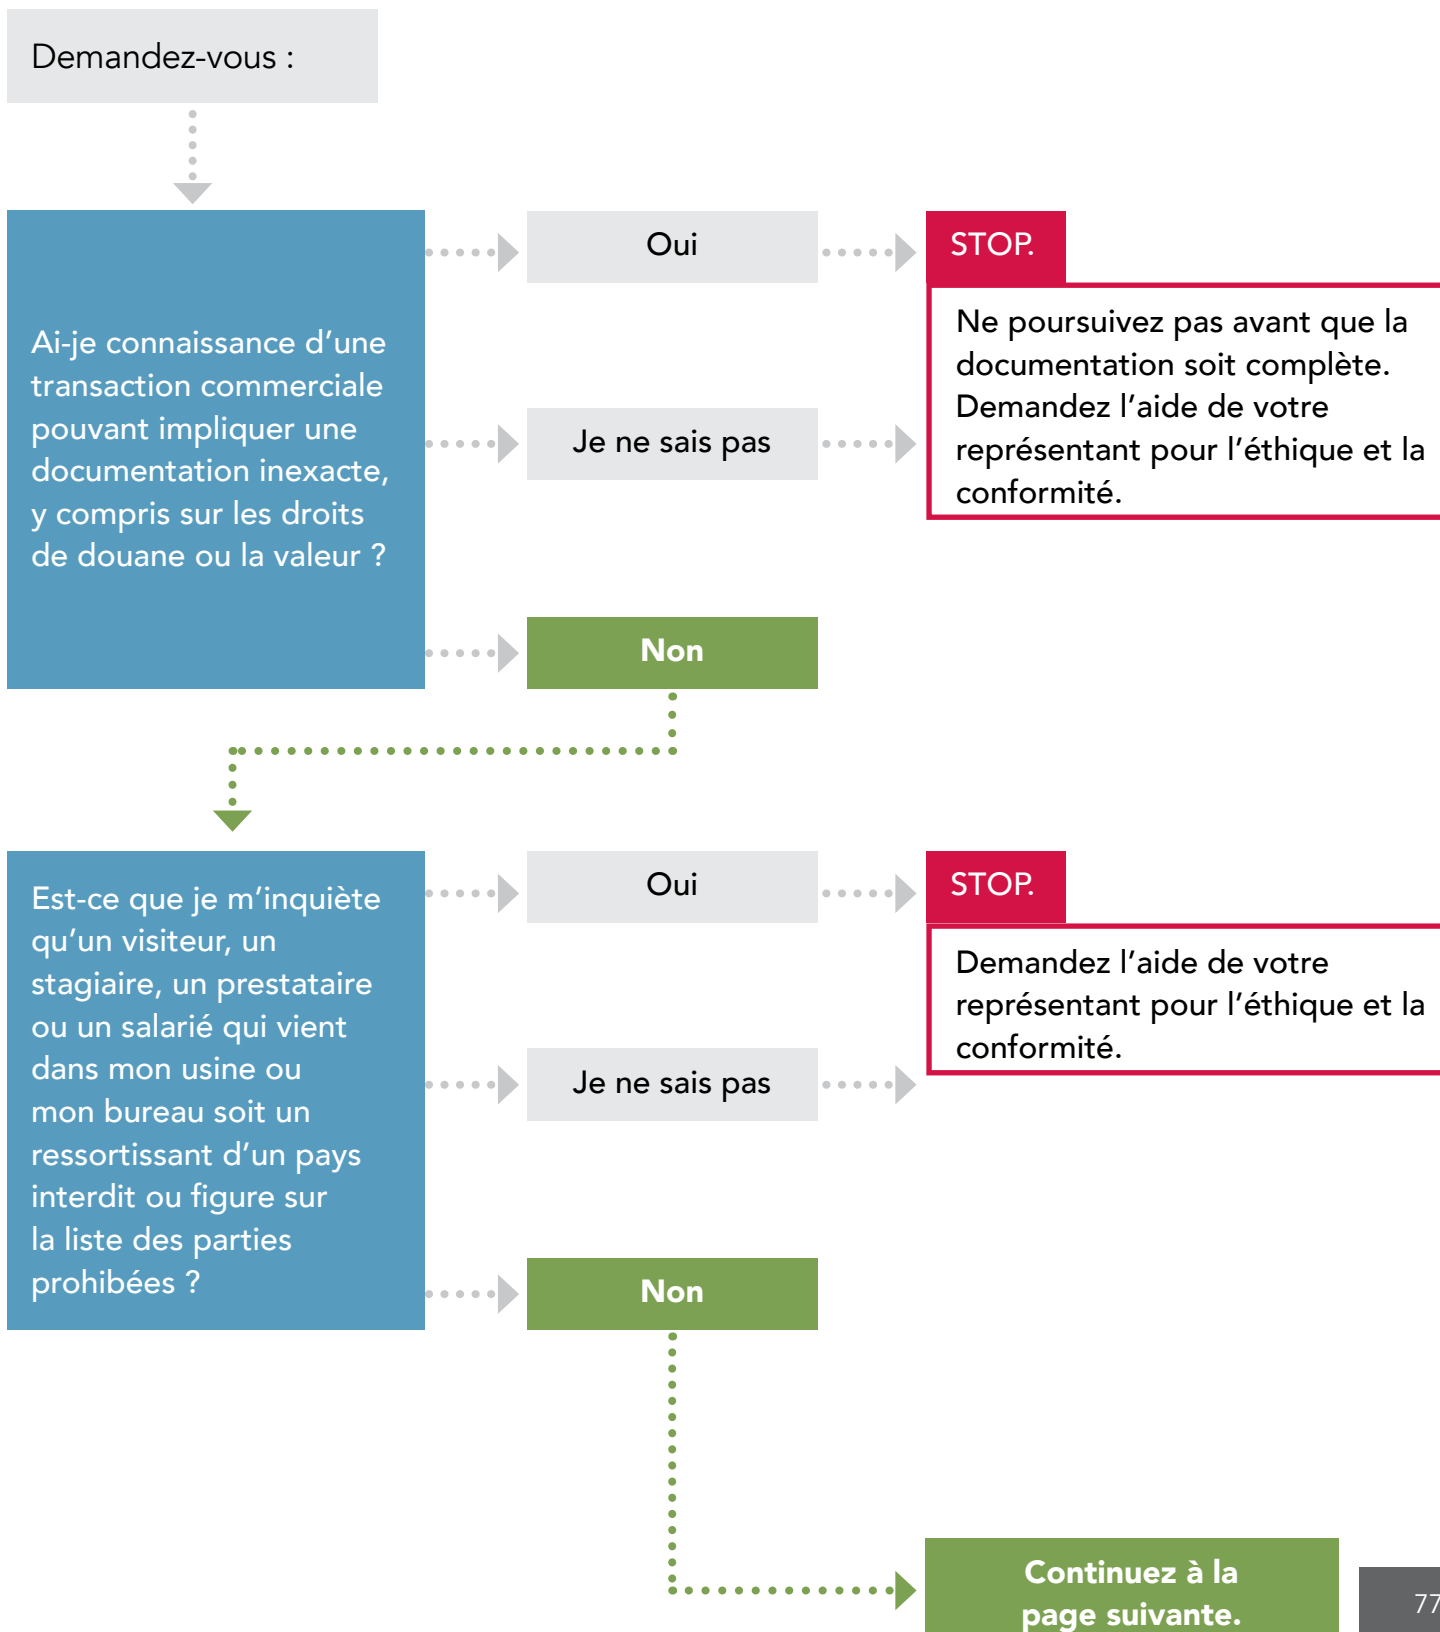 Demandez-vous :
Ai-je connaissance d’une
transaction commerciale
pouvant impliquer une
documentation inexacte,
y compris sur les droits
de douane ou la valeur ?
Oui
Je ne sais pas
Non
STOP.
Ne poursuivez pas avant que la
documentation soit complète.
Demandez l’aide de votre
représentant pour l’éthique et la
conformité.
Est-ce que je m’inquiète
qu’un visiteur, un
stagiaire, un prestataire
ou un salarié qui vient
dans mon usine ou
mon bureau soit un
ressortissant d’un pays
interdit ou figure sur
la liste des parties
prohibées ?
Oui
Je ne sais pas
Non
STOP.
Demandez l’aide de votre
représentant pour l’éthique et la
conformité.
Continuez à la
page suivante.
77